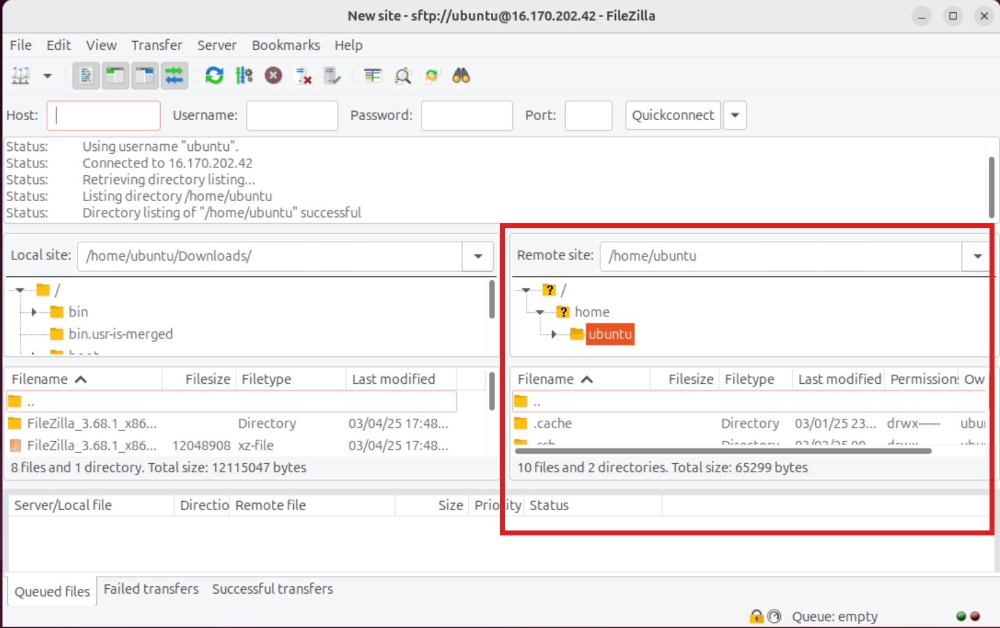 New site - sftp://ubuntu@16.170.202.42 - FileZilla
File Edit View Transfer Server Bookmarks Help
Host: Username: Password: Port: Quickconnect
Status: Using username "ubuntu".
Status: Connected to 16.170.202.42
Status: Retrieving directory listing...
Status: Listing directory /home/ubuntu
Status: Directory listing of "/home/ubuntu" successful
Local site: /home/ubuntu/Downloads/
/
bin
bin.usr-is-merged
Filename Filesize Filetype Last modified
..
FileZilla_3.68.1_x86... Directory 03/04/25 17:48...
FileZilla_3.68.1_x86... 12048908 xz-file 03/04/25 17:48...
8 files and 1 directory. Total size: 12115047 bytes
Remote site: /home/ubuntu
/
home
ubuntu
Filename Filesize Filetype Last modified Permissions Ow
..
.cache Directory 03/01/25 23... drwx------ ubu
10 files and 2 directories. Total size: 65299 bytes
Server/Local file Directio Remote file Size Priority Status
Queued files Failed transfers Successful transfers
Queue: empty